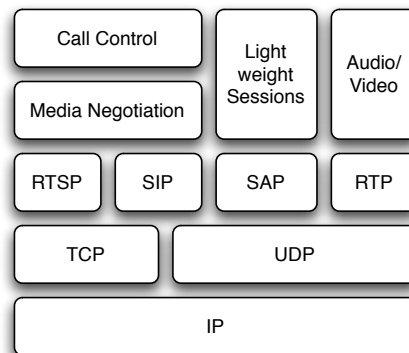 Call Control
Light
weight
Sessions
Audio/
Video
Media Negotiation
RTSP
SIP
SAP
RTP
TCP
UDP
IP